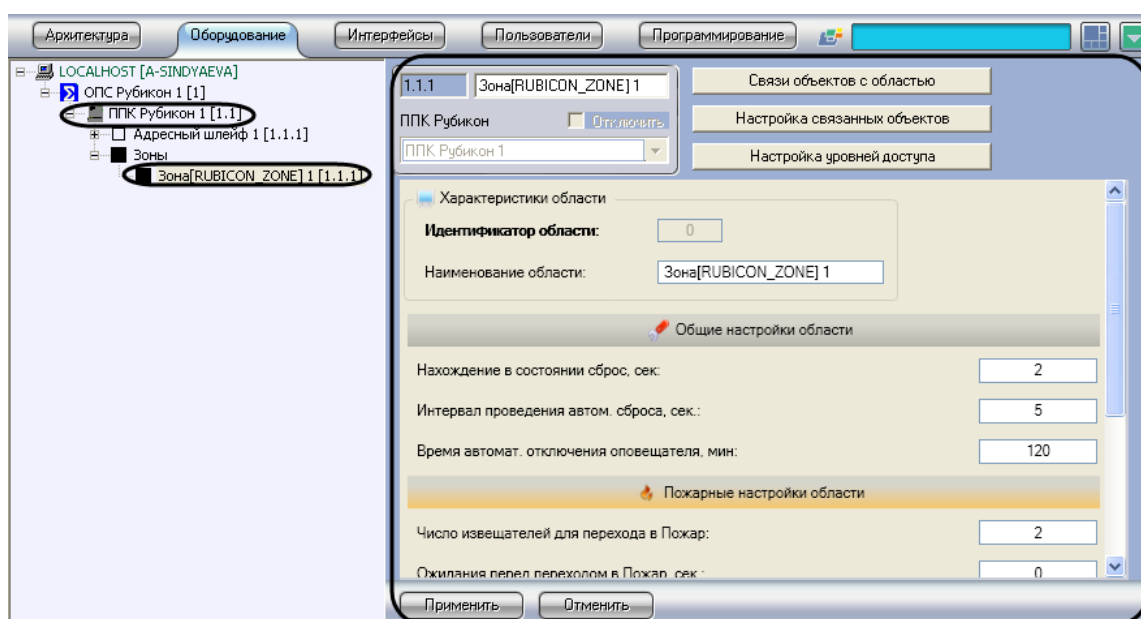 Архитектура Оборудование Интерфейсы Пользователи Программирование
LOCALHOST [A-SINDYAEVA]
ОПС Рубикон 1 [1]
ППК Рубикон 1 [1.1]
Адресный шлейф 1 [1.1.1]
Зоны
Зона[RUBICON_ZONE] 1 [1.1.1]
1.1.1 Зона[RUBICON_ZONE] 1
ППК Рубикон Отключить
ППК Рубикон 1
Связи объектов с областью
Настройка связанных объектов
Настройка уровней доступа
Характеристики области
Идентификатор области: 0
Наименование области: Зона[RUBICON_ZONE] 1
Общие настройки области
Нахождение в состоянии сброс, сек: 2
Интервал проведения автом. сброса, сек.: 5
Время автомат. отключения оповещателя, мин: 120
Пожарные настройки области
Число извещателей для перехода в Пожар: 2
Ожидания перед переходом в Пожар, сек.: 0
Применить Отменить